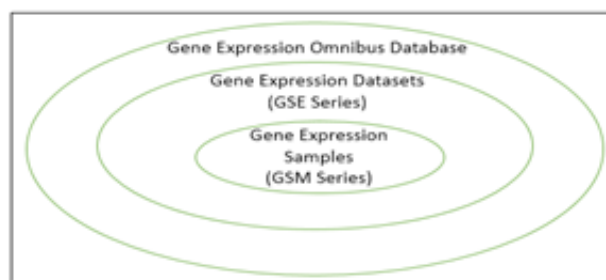 Gene Expression Omnibus Database
Gene Expression Datasets
(GSE Series)
Gene Expression
Samples
(GSM Series)